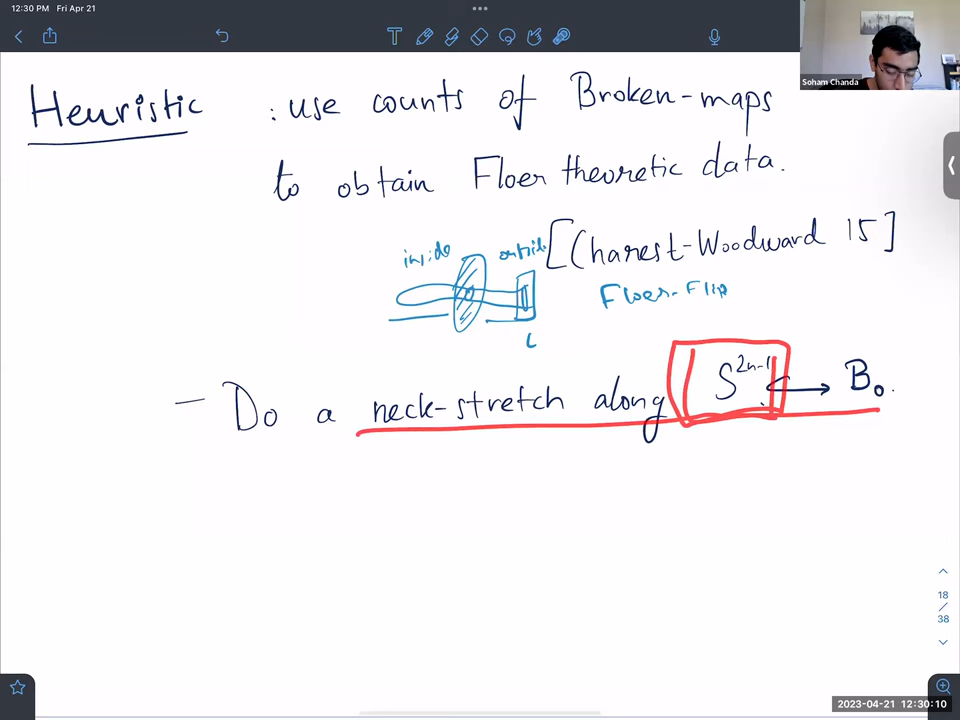 12:30 PM Fri Apr 21
Soham Chanda
Heuristic : use counts of Broken-maps
to obtain Floer theoretic data.
inside outside [Charest-Woodward 15]
Floer-Flip
L
– Do a neck-stretch along S^{2n-1} ↔ B₀.
18
/
38
2023-04-21 12:30:10